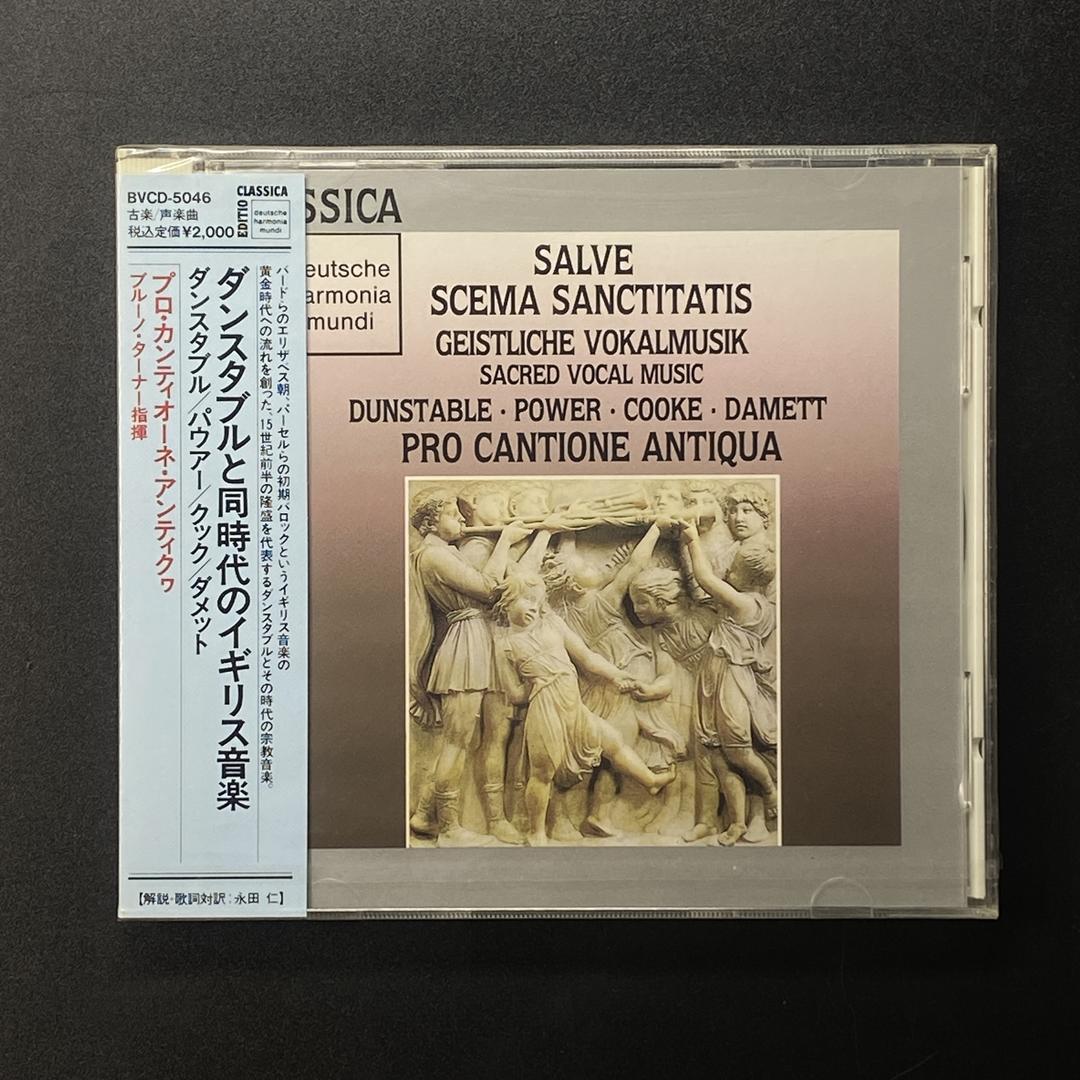 BVCD-5046
古楽/声楽曲
税込定価¥2,000
EDITIO
CLASSICA
deutsche
harmonia
mundi
バードらのエリザベス朝、パーセルらの初期バロックというイギリス音楽の
黄金時代への流れを創った、15世紀前半の隆盛を代表するダンスタブルとその時代の宗教音楽。
ダンスタブルと同時代のイギリス音楽
ダンスタブル/パウアー/クック/ダメット
プロ・カンティオーネ・アンティクヮ
ブルーノ・ターナー指揮
【解説・歌詞対訳:永田 仁】
SSICA
eutsche
armonia
mundi
SALVE
SCEMA SANCTITATIS
GEISTLICHE VOKALMUSIK
SACRED VOCAL MUSIC
DUNSTABLE · POWER · COOKE · DAMETT
PRO CANTIONE ANTIQUA